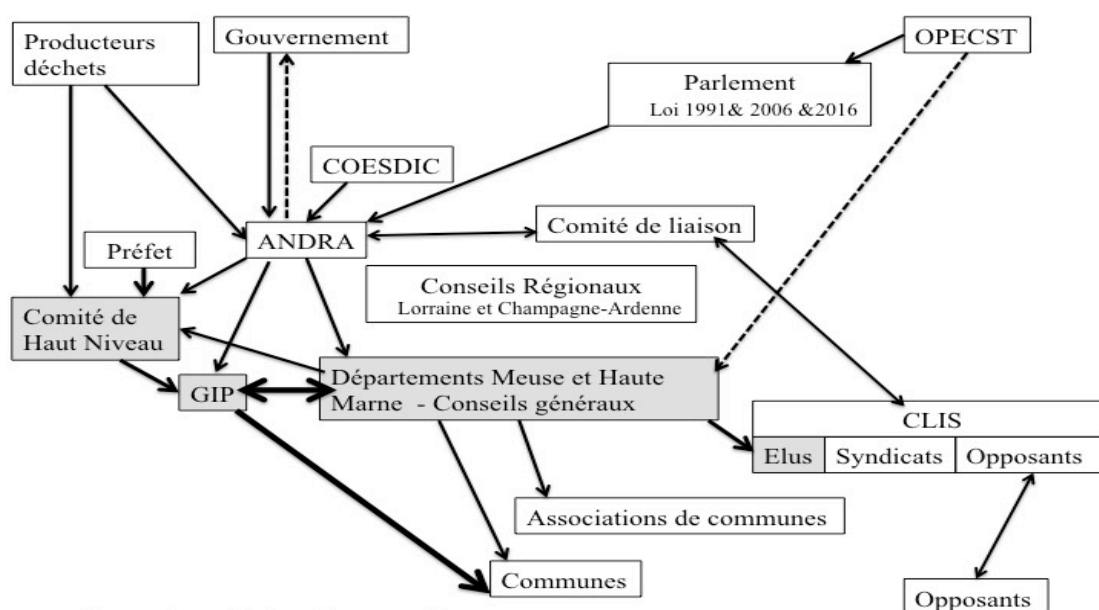 Producteurs
déchets
Gouvernement
OPECST
Parlement
Loi 1991& 2006 &2016
COESDIC
Comité de liaison
ANDRA
Préfet
Conseils Régionaux
Lorraine et Champagne-Ardenne
Comité de
Haut Niveau
GIP
Départements Meuse et Haute
Marne - Conseils généraux
CLIS
Elus
Syndicats
Opposants
Associations de communes
Communes
Opposants